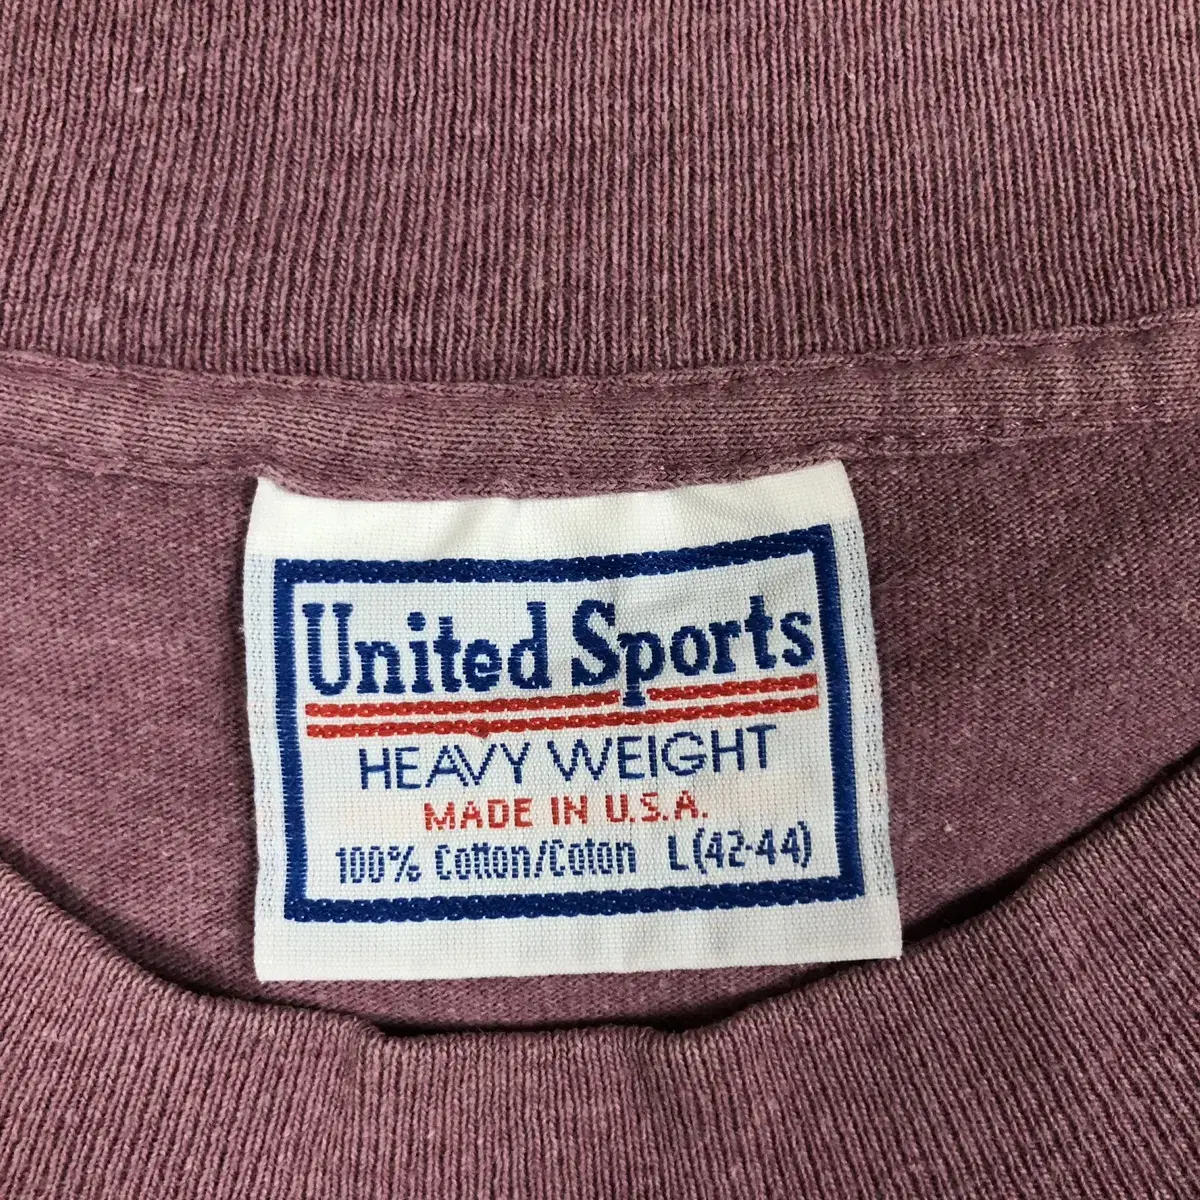 United Sports
HEAVY WEIGHT
MADE IN U.S.A.
100% Cotton/Coton L(42-44)